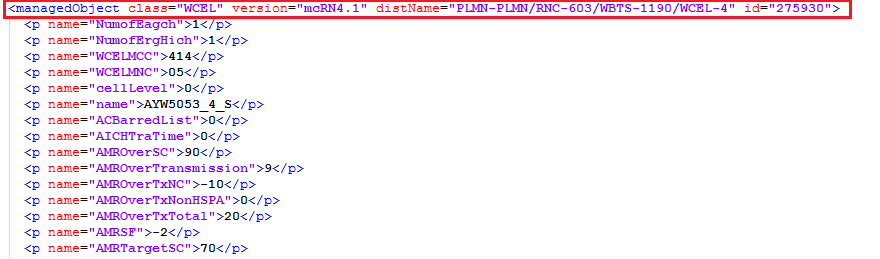 <managedObject class="WCEL" version="mcRN4.1" distName="PLMN-PLMN/RNC-603/WBTS-1190/WCEL-4" id="275930">
<p name="NumofEagch">1</p>
<p name="NumofErgHich">1</p>
<p name="WCELMCC">414</p>
<p name="WCELMNC">05</p>
<p name="cellLevel">0</p>
<p name="name">AYW5053_4_S</p>
<p name="ACBarredList">0</p>
<p name="AICHTraTime">0</p>
<p name="AMROverSC">90</p>
<p name="AMROverTransmission">9</p>
<p name="AMROverTxNC">-10</p>
<p name="AMROverTxNonHSPA">0</p>
<p name="AMROverTxTotal">20</p>
<p name="AMRSF">-2</p>
<p name="AMRTargetSC">70</p>